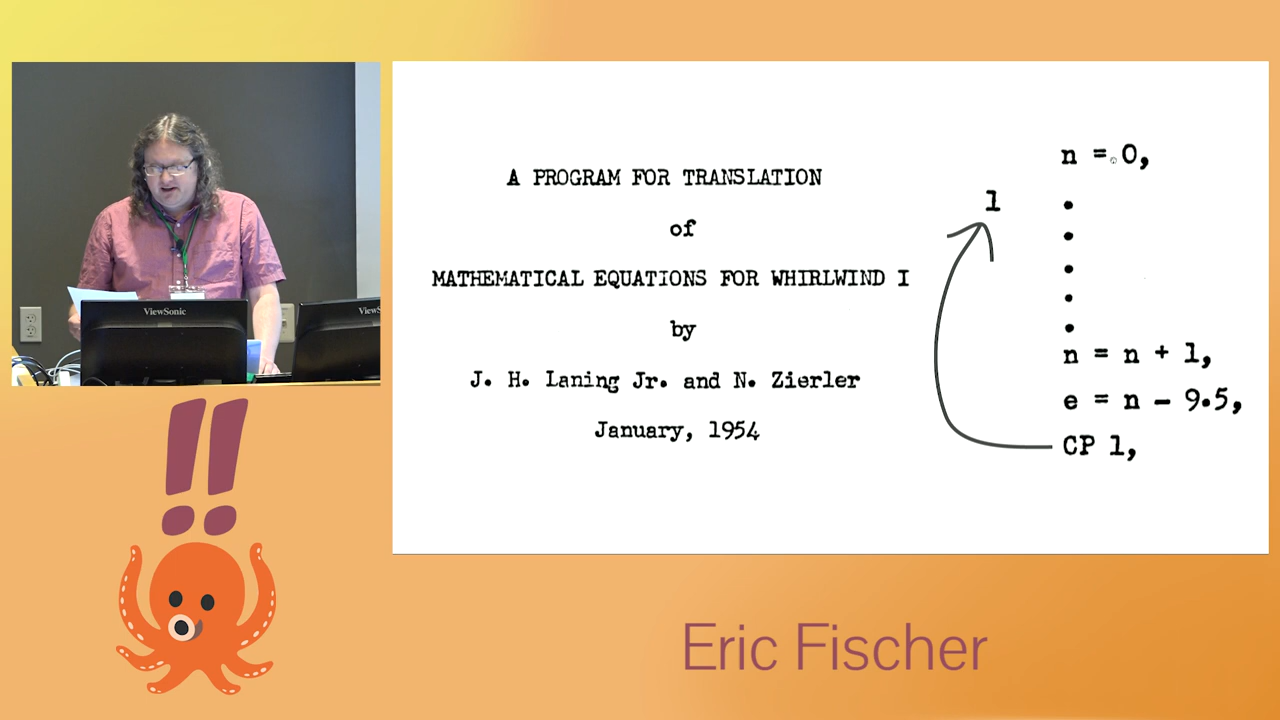 ViewSonic
ViewS
A PROGRAM FOR TRANSLATION
of
MATHEMATICAL EQUATIONS FOR WHIRLWIND I
by
J. H. Laning Jr. and N. Zierler
January, 1954
n = 0,
1
n = n + 1,
e = n - 9.5,
CP 1,
!!
Eric Fischer